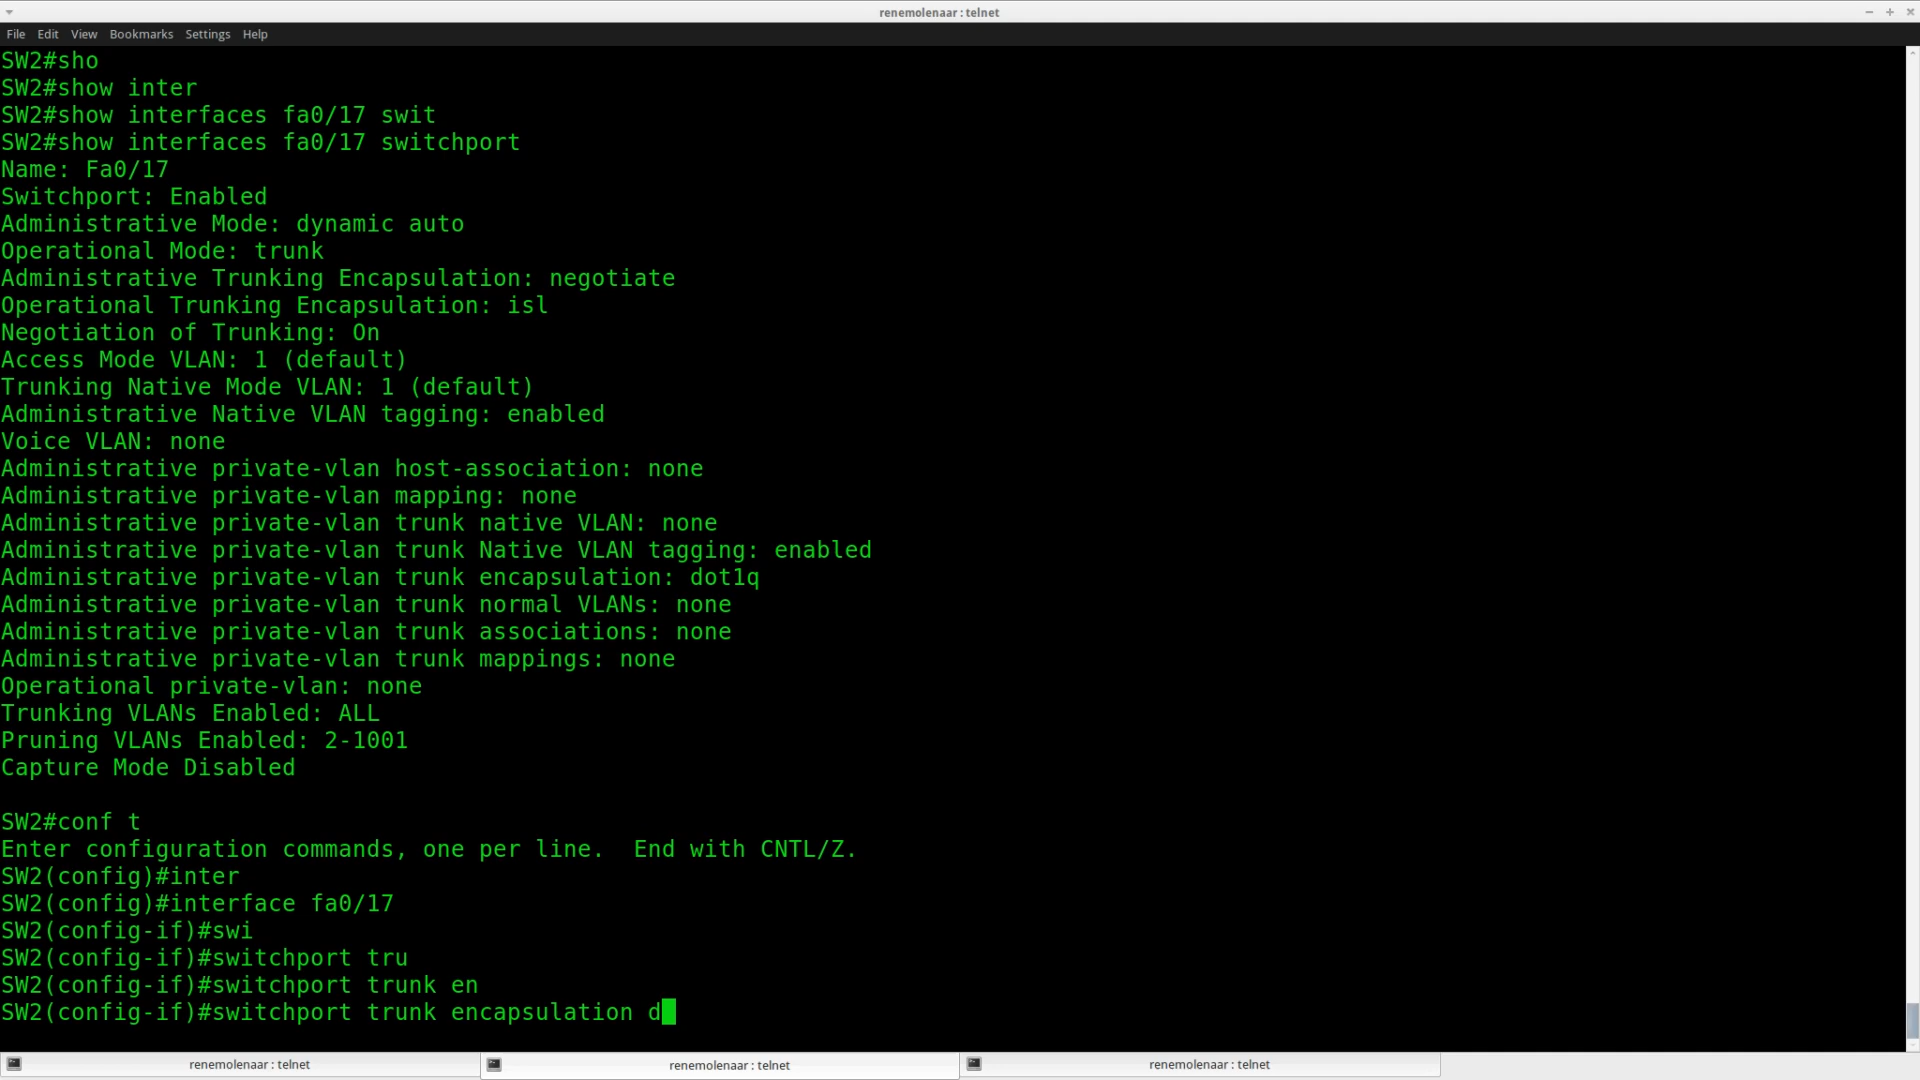 renemolenaar : telnet
File Edit View Bookmarks Settings Help
SW2#sho
SW2#show inter
SW2#show interfaces fa0/17 swit
SW2#show interfaces fa0/17 switchport
Name: Fa0/17
Switchport: Enabled
Administrative Mode: dynamic auto
Operational Mode: trunk
Administrative Trunking Encapsulation: negotiate
Operational Trunking Encapsulation: isl
Negotiation of Trunking: On
Access Mode VLAN: 1 (default)
Trunking Native Mode VLAN: 1 (default)
Administrative Native VLAN tagging: enabled
Voice VLAN: none
Administrative private-vlan host-association: none
Administrative private-vlan mapping: none
Administrative private-vlan trunk native VLAN: none
Administrative private-vlan trunk Native VLAN tagging: enabled
Administrative private-vlan trunk encapsulation: dot1q
Administrative private-vlan trunk normal VLANs: none
Administrative private-vlan trunk associations: none
Administrative private-vlan trunk mappings: none
Operational private-vlan: none
Trunking VLANs Enabled: ALL
Pruning VLANs Enabled: 2-1001
Capture Mode Disabled
SW2#conf t
Enter configuration commands, one per line.  End with CNTL/Z.
SW2(config)#inter
SW2(config)#interface fa0/17
SW2(config-if)#swi
SW2(config-if)#switchport tru
SW2(config-if)#switchport trunk en
SW2(config-if)#switchport trunk encapsulation d
renemolenaar : telnet renemolenaar : telnet renemolenaar : telnet